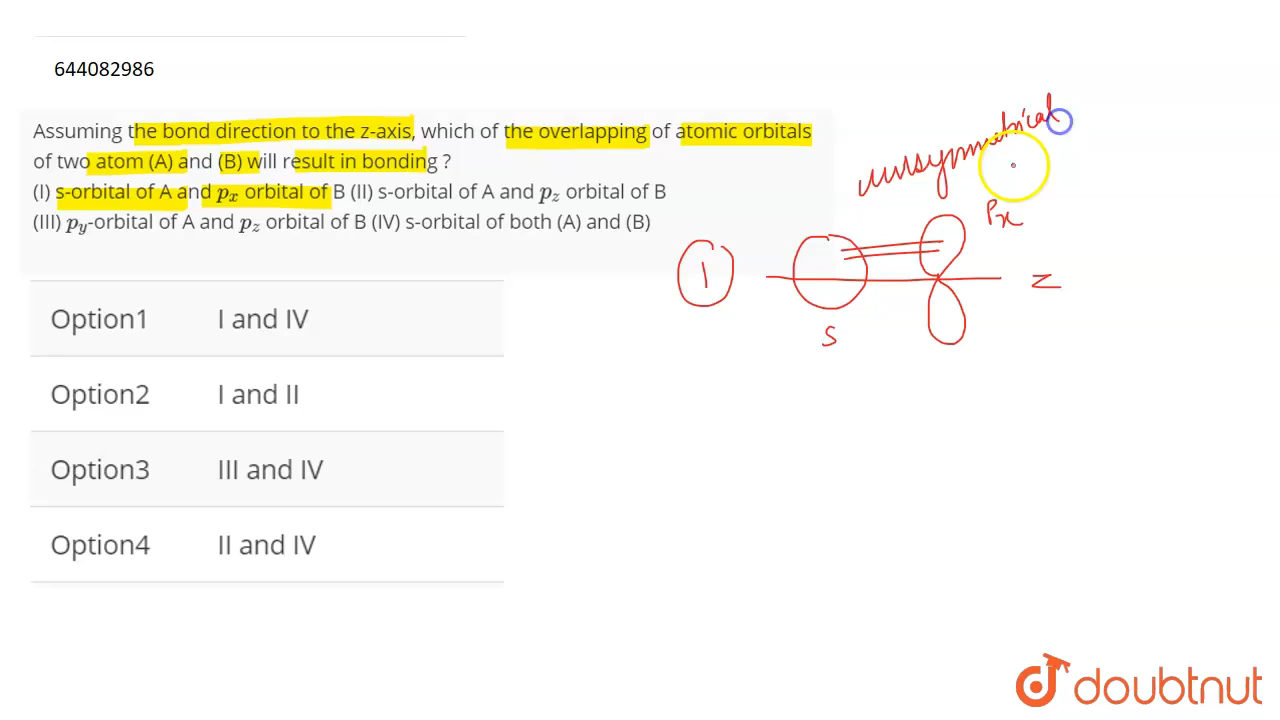 644082986
Assuming the bond direction to the z-axis, which of the overlapping of atomic orbitals
of two atom (A) and (B) will result in bonding ?
(I) s-orbital of A and pₓ orbital of B (II) s-orbital of A and p_z orbital of B
(III) p_y-orbital of A and p_z orbital of B (IV) s-orbital of both (A) and (B)
unsymmetrical
Px
1
Z
S
Option1 I and IV
Option2 I and II
Option3 III and IV
Option4 II and IV
doubtnut